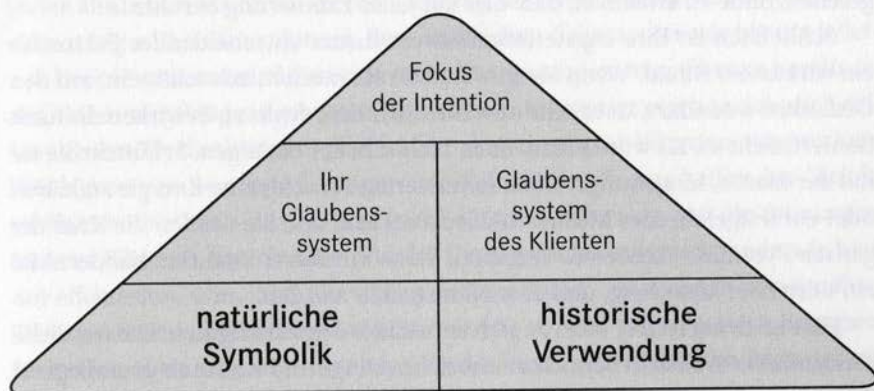 Fokus
der Intention
Ihr
Glaubens-
system
Glaubens-
system
des Klienten
natürliche
Symbolik
historische
Verwendung